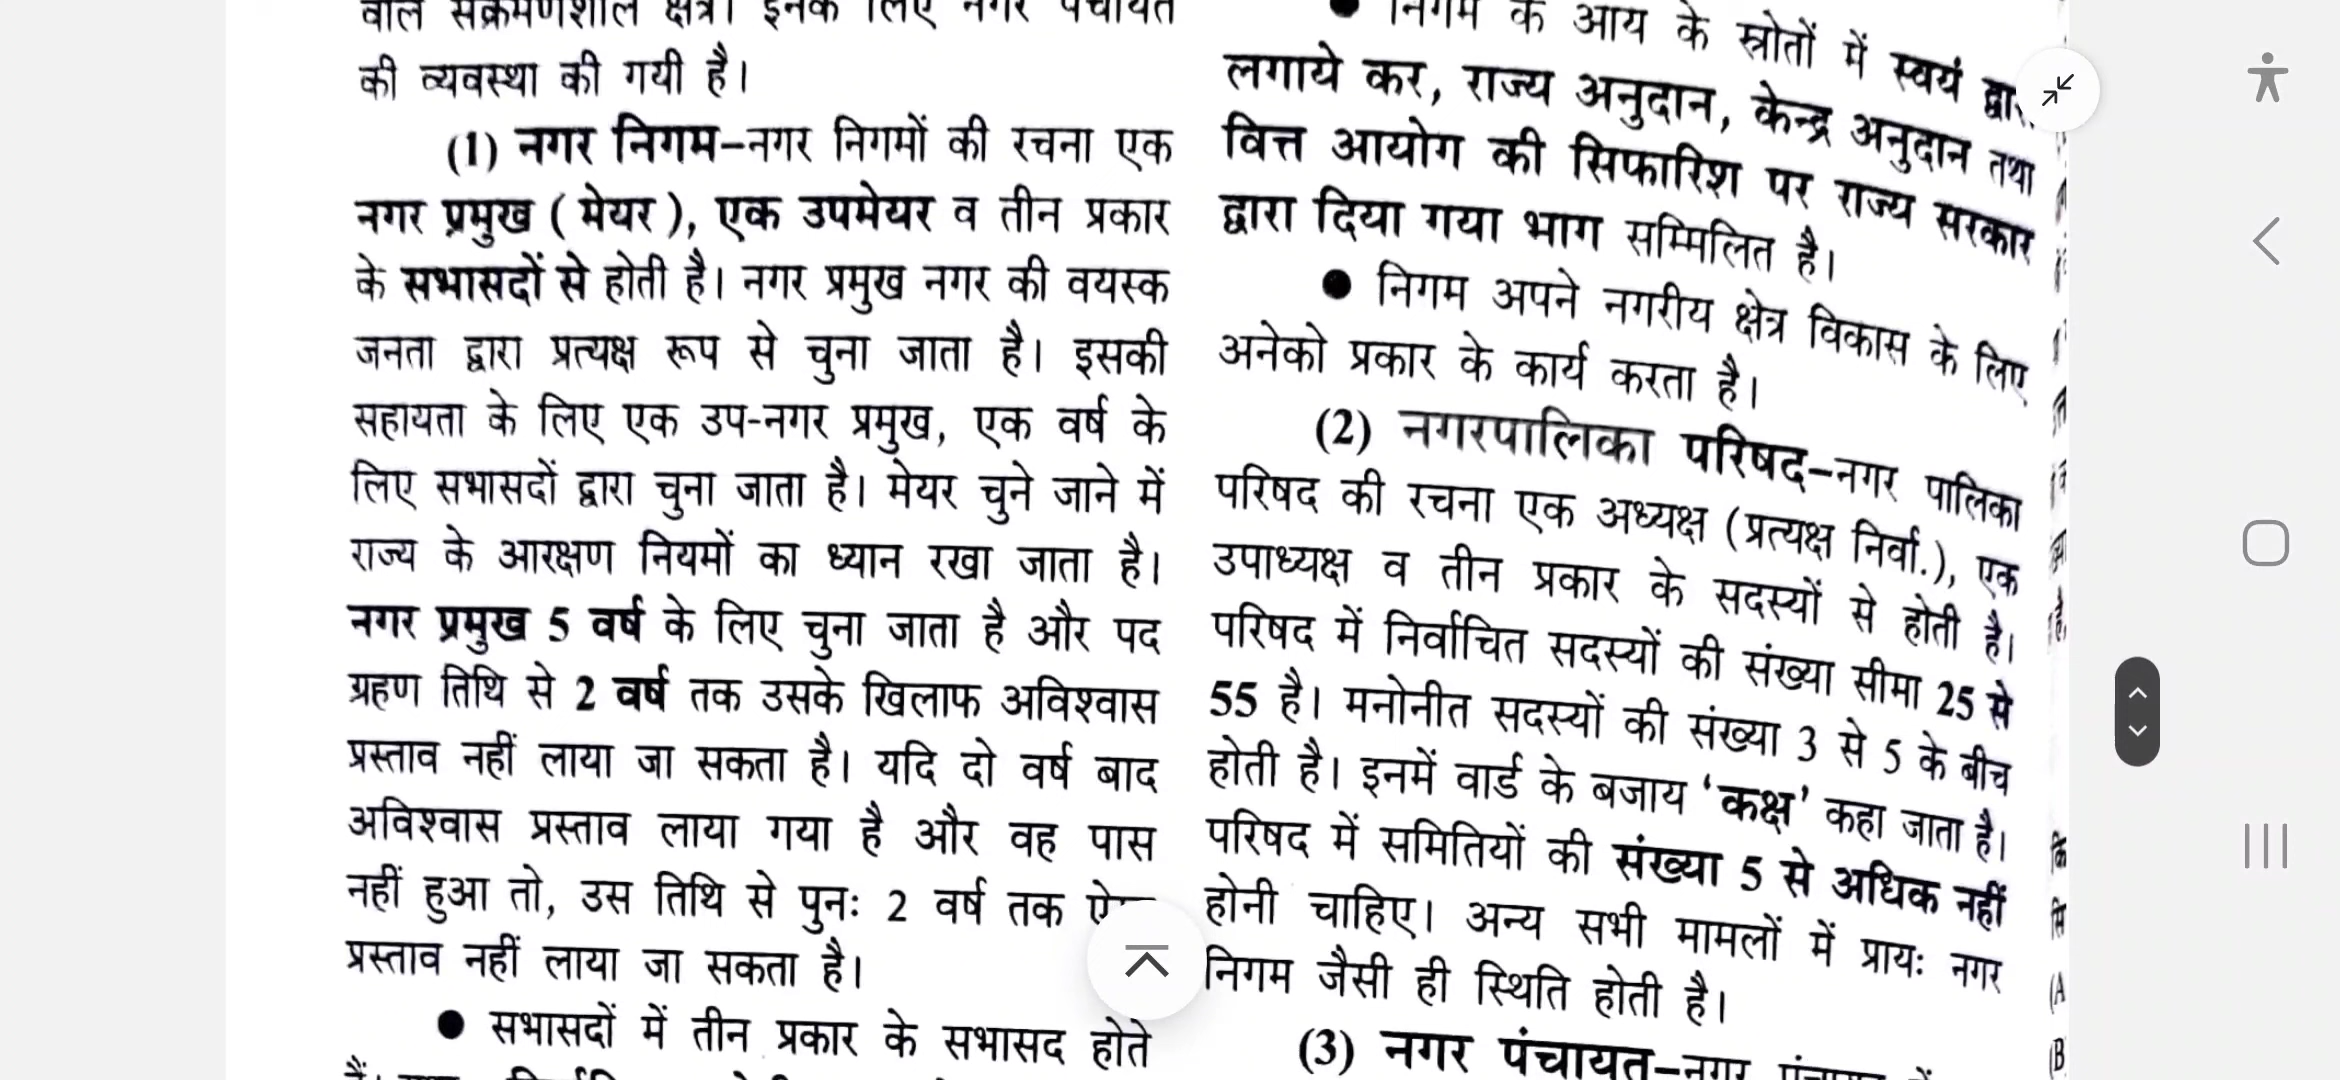 वाले संक्रमणशील क्षेत्र। इनके लिए नगर पंचायत
की व्यवस्था की गयी है।
(1) नगर निगम–नगर निगमों की रचना एक
नगर प्रमुख ( मेयर ), एक उपमेयर व तीन प्रकार
के सभासदों से होती है। नगर प्रमुख नगर की वयस्क
जनता द्वारा प्रत्यक्ष रूप से चुना जाता है। इसकी
सहायता के लिए एक उप-नगर प्रमुख, एक वर्ष के
लिए सभासदों द्वारा चुना जाता है। मेयर चुने जाने में
राज्य के आरक्षण नियमों का ध्यान रखा जाता है।
नगर प्रमुख 5 वर्ष के लिए चुना जाता है और पद
ग्रहण तिथि से 2 वर्ष तक उसके खिलाफ अविश्वास
प्रस्ताव नहीं लाया जा सकता है। यदि दो वर्ष बाद
अविश्वास प्रस्ताव लाया गया है और वह पास
नहीं हुआ तो, उस तिथि से पुनः 2 वर्ष तक
प्रस्ताव नहीं लाया जा सकता है।
● सभासदों में तीन प्रकार के सभासद होते
● निगम के आय के स्रोतों में स्वयं
लगाये कर, राज्य अनुदान, केन्द्र अनुदान तथा
वित्त आयोग की सिफारिश पर राज्य सरकार
द्वारा दिया गया भाग सम्मिलित है।
● निगम अपने नगरीय क्षेत्र विकास के लिए
अनेको प्रकार के कार्य करता है।
(2) नगरपालिका परिषद–नगर पालिका
परिषद की रचना एक अध्यक्ष (प्रत्यक्ष निर्वा.), एक
उपाध्यक्ष व तीन प्रकार के सदस्यों से होती है।
परिषद में निर्वाचित सदस्यों की संख्या सीमा 25 से
55 है। मनोनीत सदस्यों की संख्या 3 से 5 के बीच
होती है। इनमें वार्ड के बजाय ‘कक्ष’ कहा जाता है।
परिषद में समितियों की संख्या 5 से अधिक नहीं
होनी चाहिए। अन्य सभी मामलों में प्रायः नगर
निगम जैसी ही स्थिति होती है।
(3) नगर पंचायत–नगर
(A
(B